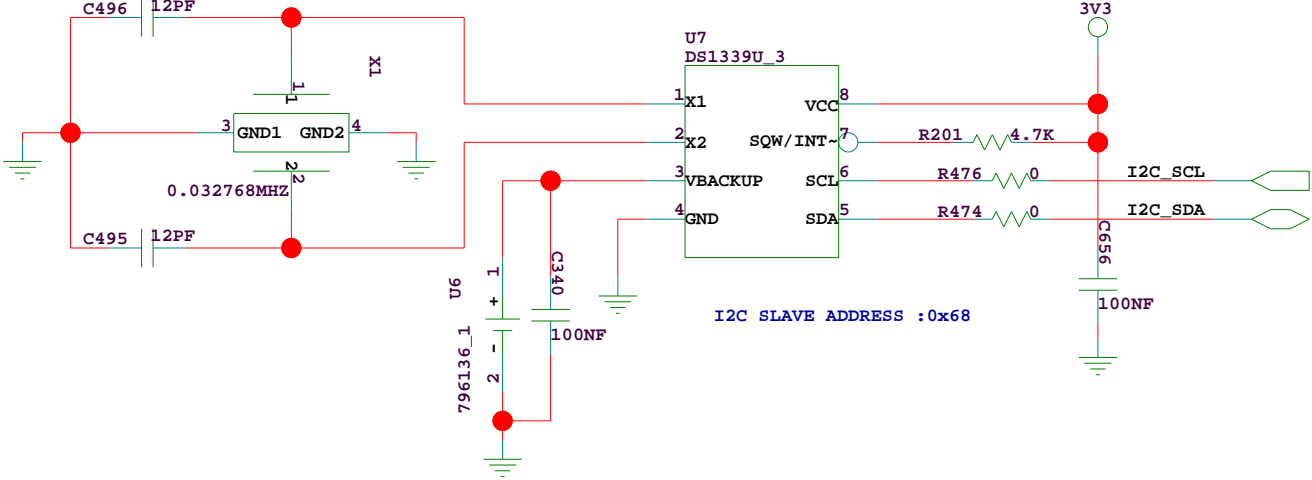 C496 12PF
3V3
X1
U7
DS1339U_3
1
1
1 X1
VCC 8
3 GND1 GND2 4
2 X2
SQW/INT~ 7
R201 4.7K
2
2
0.032768MHZ
3 VBACKUP
SCL 6
R476 0
I2C_SCL
4 GND
SDA 5
R474 0
I2C_SDA
C495 12PF
C656
100NF
U6
796136_1
1
+
-
2
C340
100NF
I2C SLAVE ADDRESS :0x68